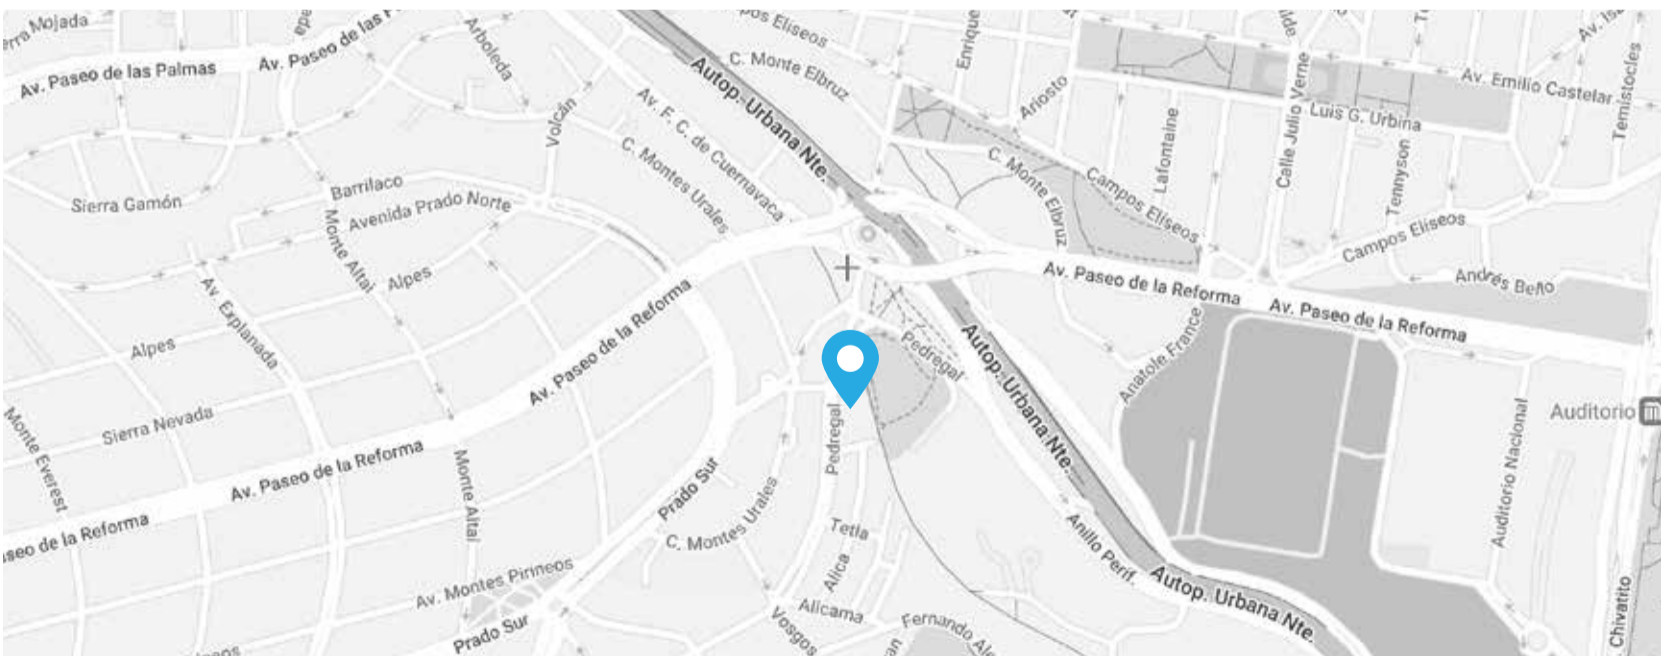 Mojada
Av. Paseo de las Palmas
Av. Paseo de las
Arboleda
Volcán
Sierra Gamón
Barrilaco
Avenida Prado Norte
Monte Altai
Alpes
Av. Explanada
Alpes
Sierra Nevada
Monte Everest
Av. Paseo de la Reforma
Av. Paseo de la Reforma
de la Reforma
Monte Altai
Av. Montes Pirineos
Prado Sur
Prado Sur
C. Montes Urales
C. Montes Urales
Av. F. C. de Cuernavaca
Autop. Urbana Nte.
C. Monte Elbruz
Eliseos
Enrique
Ariosto
C. Monte Elbruz
Campos Elíseos
Lafontaine
Calle Julio Verne
Luis G. Urbina
Av. Emilio Castelar
Tennyson
Temístocles
Campos Elíseos
Andrés Bello
Av. Paseo de la Reforma
Av. Paseo de la Reforma
Anatole France
Pedregal
Pedregal
Autop. Urbana Nte.
Anillo Perif.
Autop. Urbana Nte.
Tetla
Alica
Alicama
Vosgos
Fernando
Auditorio
Auditorio Nacional
Chivatito